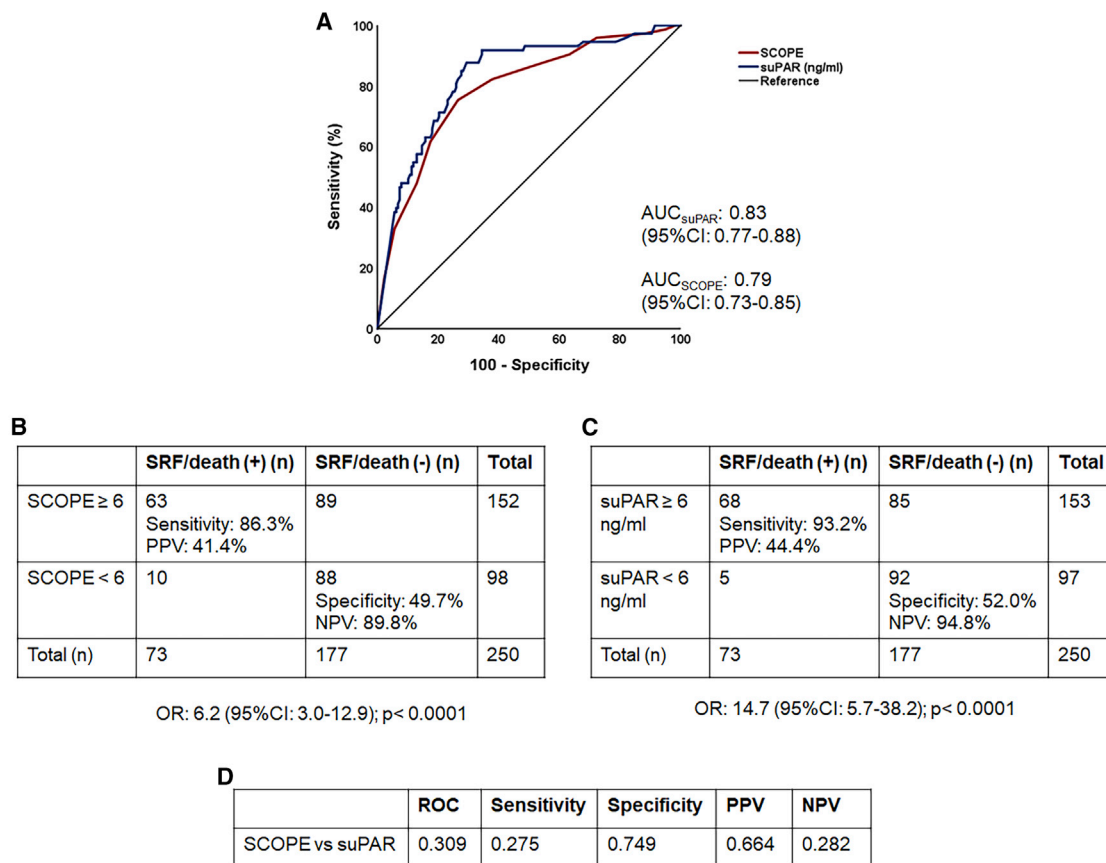 A
SCOPE
suPAR (ng/ml)
Reference
100
80
60
40
20
0
Sensitivity (%)
0 20 40 60 80 100
100 - Specificity
AUCsuPAR: 0.83
(95%CI: 0.77-0.88)
AUCSCOPE: 0.79
(95%CI: 0.73-0.85)
B
SRF/death (+) (n) SRF/death (-) (n) Total
SCOPE ≥ 6 63 89 152
Sensitivity: 86.3%
PPV: 41.4%
SCOPE < 6 10 88 98
Specificity: 49.7%
NPV: 89.8%
Total (n) 73 177 250
OR: 6.2 (95%CI: 3.0-12.9); p< 0.0001
C
SRF/death (+) (n) SRF/death (-) (n) Total
suPAR ≥ 6 68 85 153
ng/ml Sensitivity: 93.2%
PPV: 44.4%
suPAR < 6 5 92 97
ng/ml Specificity: 52.0%
NPV: 94.8%
Total (n) 73 177 250
OR: 14.7 (95%CI: 5.7-38.2); p< 0.0001
D
ROC Sensitivity Specificity PPV NPV
SCOPE vs suPAR 0.309 0.275 0.749 0.664 0.282